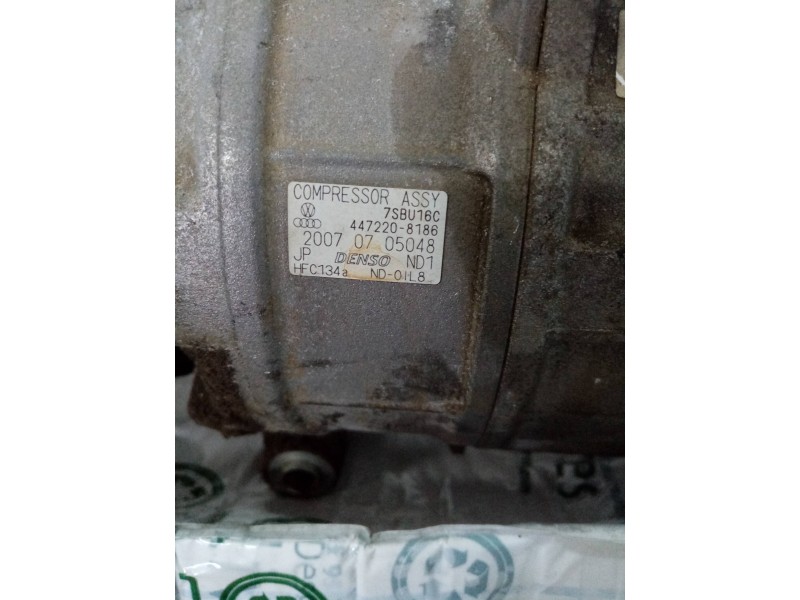 COMPRESSOR ASSY
7SBU16C
447220-8186
2007 07 05048
JP DENSO ND1
HFC134a ND-OIL8